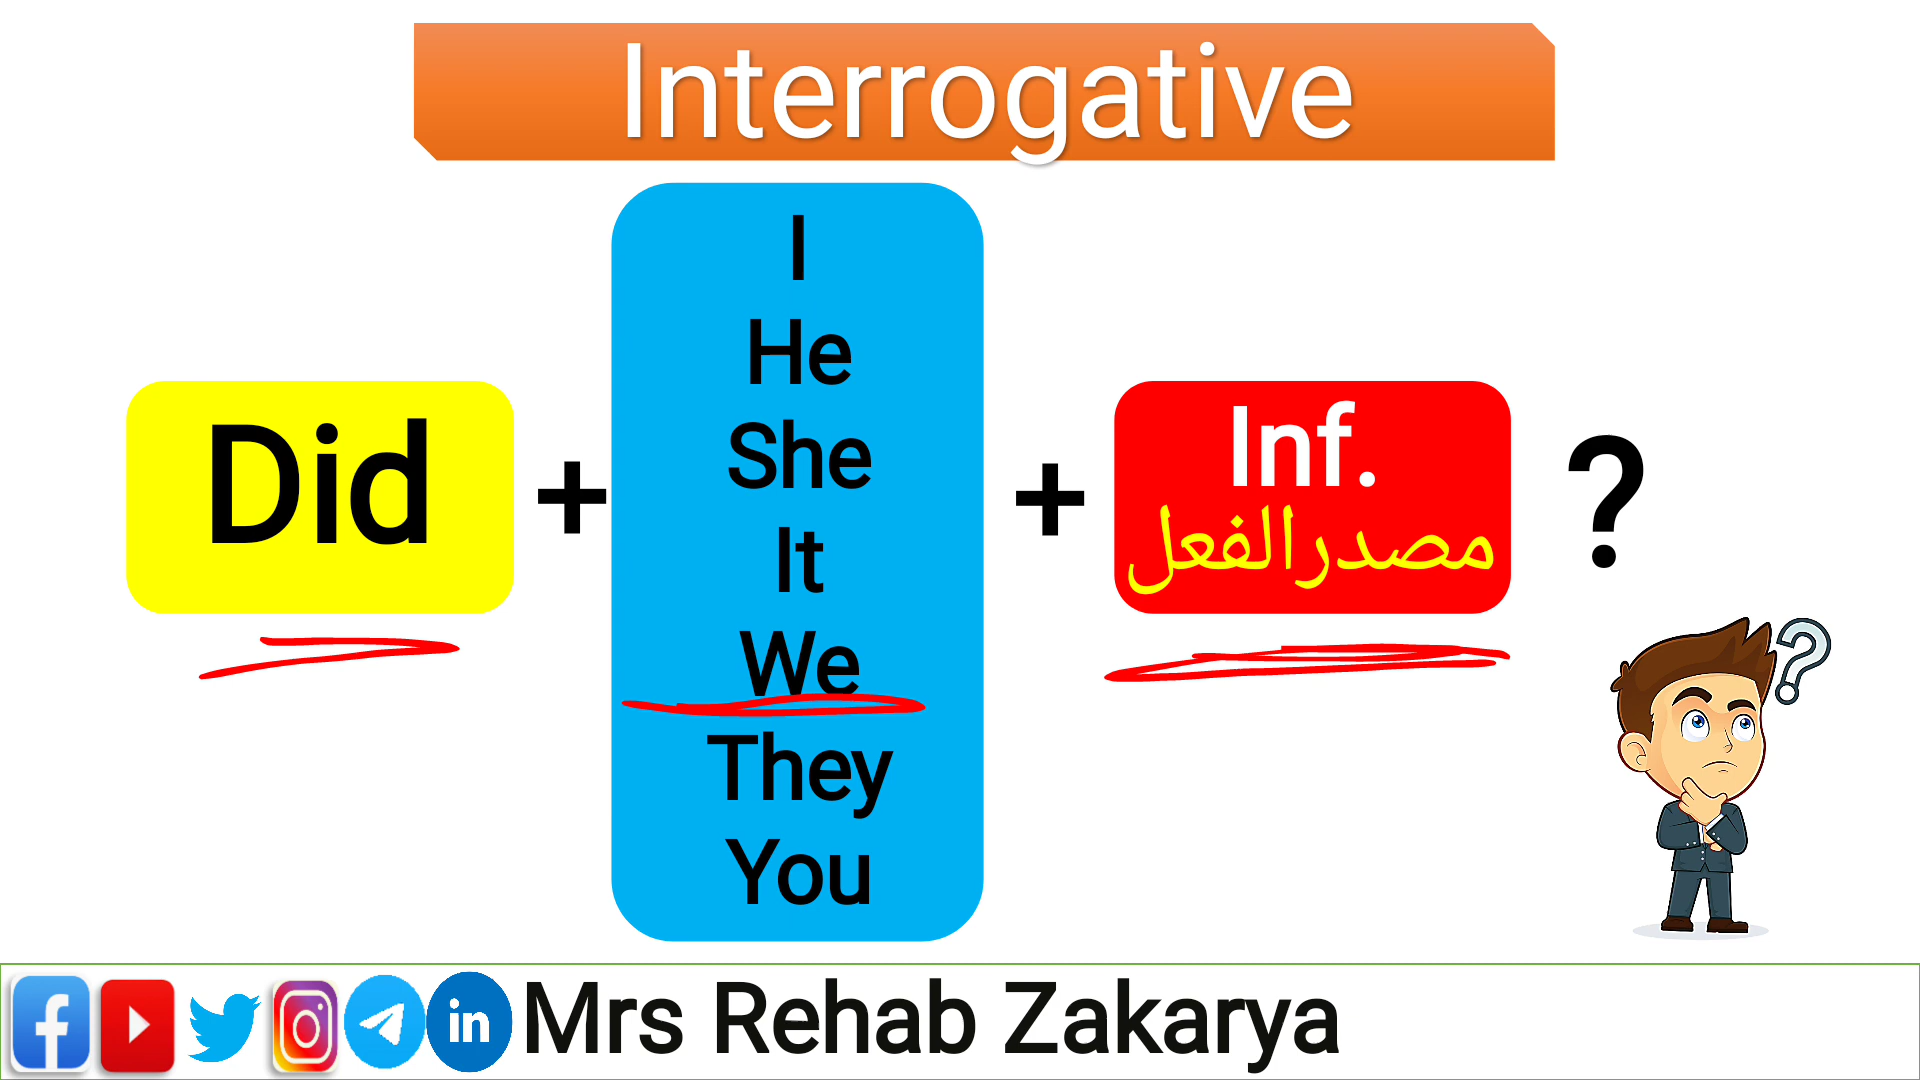 Interrogative
Did + I He She It We They You + Inf. مصدرالفعل ?
Mrs Rehab Zakarya